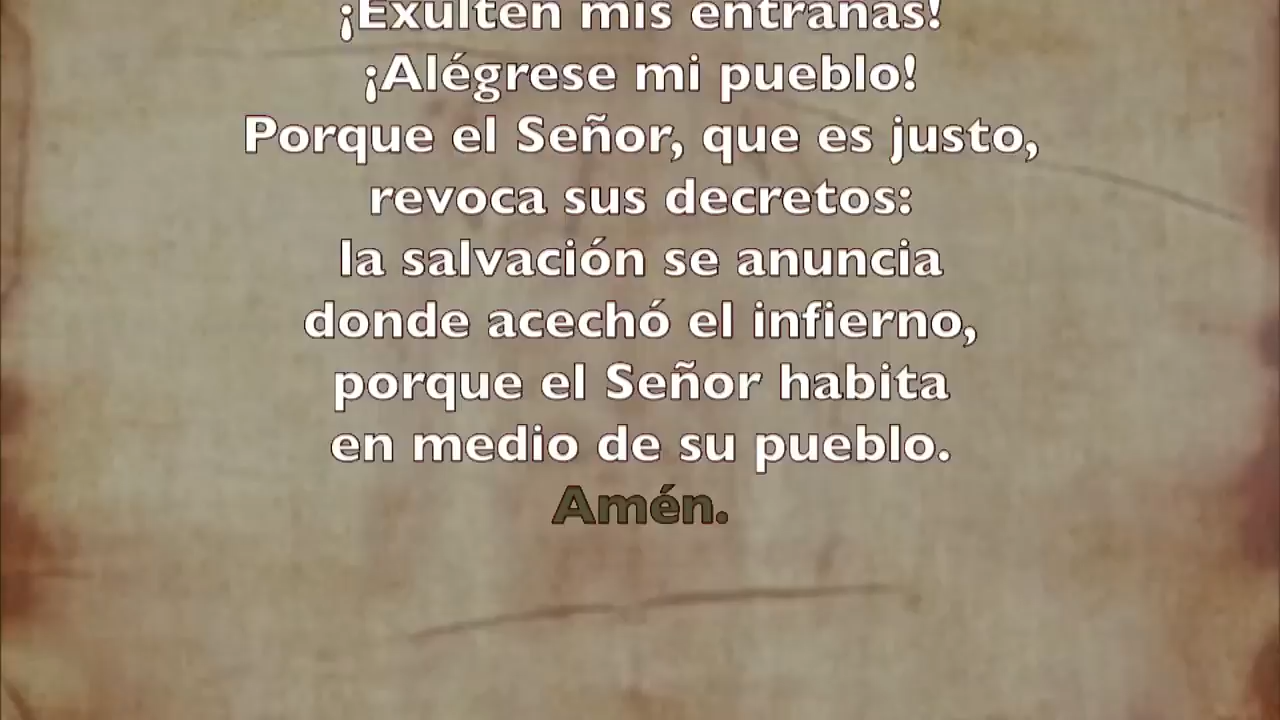 ¡Exulten mis entrañas!
¡Alégrese mi pueblo!
Porque el Señor, que es justo,
revoca sus decretos:
la salvación se anuncia
donde acechó el infierno,
porque el Señor habita
en medio de su pueblo.
Amén.